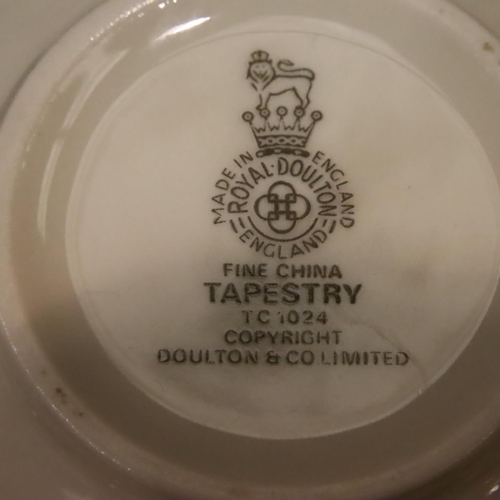 MADE IN ENGLAND
ROYAL·DOULTON
ENGLAND
FINE CHINA
TAPESTRY
TC 1024
COPYRIGHT
DOULTON & CO LIMITED